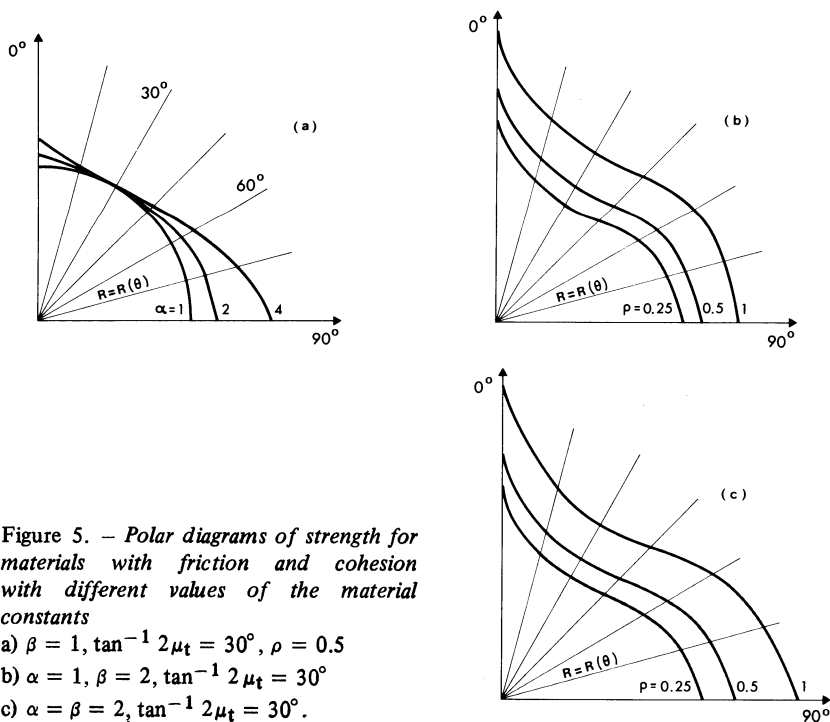 0°
30°
(a)
60°
R=R(θ)
α=1
2
4
90°
0°
(b)
R=R(θ)
ρ=0.25
0.5
1
90°
0°
(c)
R=R(θ)
ρ=0.25
0.5
1
90°
Figure 5. — Polar diagrams of strength for
materials with friction and cohesion
with different values of the material
constants
a) β = 1, tan⁻¹ 2μₜ = 30°, ρ = 0.5
b) α = 1, β = 2, tan⁻¹ 2μₜ = 30°
c) α = β = 2, tan⁻¹ 2μₜ = 30°.